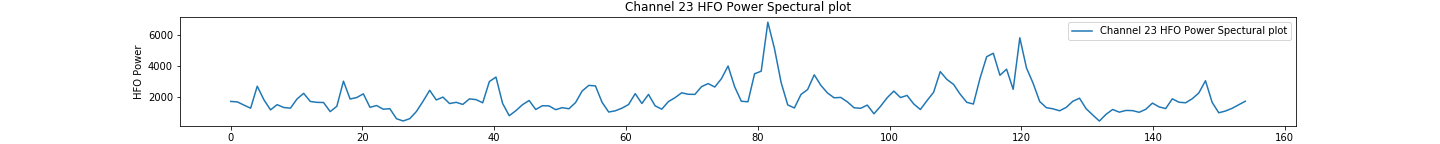 Channel 23 HFO Power Spectural plot
HFO Power
6000
4000
2000
Channel 23 HFO Power Spectural plot
0 20 40 60 80 100 120 140 160